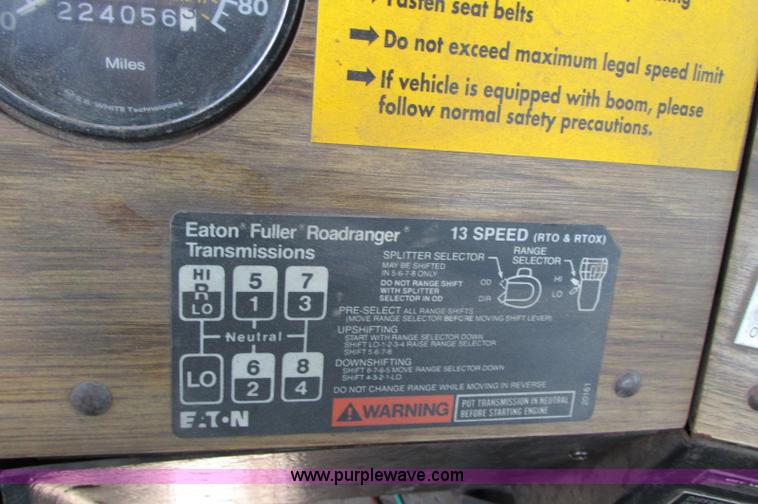 80
224056
Miles
S.S. WHITE Technologies
Fasten seat belts
Do not exceed maximum legal speed limit
If vehicle is equipped with boom, please
follow normal safety precautions.
Eaton® Fuller® Roadranger®
Transmissions
13 SPEED (RTO & RTOX)
SPLITTER SELECTOR
MAY BE SHIFTED
IN 5-6-7-8 ONLY
DO NOT RANGE SHIFT
WITH SPLITTER
SELECTOR IN OD
OD
DIR
RANGE
SELECTOR
HI
LO
HI
R
LO
5
1
7
3
Neutral
LO
6
2
8
4
PRE-SELECT ALL RANGE SHIFTS
(MOVE RANGE SELECTOR BEFORE MOVING SHIFT LEVER)
UPSHIFTING
START WITH RANGE SELECTOR DOWN
SHIFT LO-1-2-3-4 RAISE RANGE SELECTOR
SHIFT 5-6-7-8
DOWNSHIFTING
SHIFT 8-7-6-5 MOVE RANGE SELECTOR DOWN
SHIFT 4-3-2-1-LO
DO NOT CHANGE RANGE WHILE MOVING IN REVERSE
WARNING
PUT TRANSMISSION IN NEUTRAL
BEFORE STARTING ENGINE
20161
EATON
www.purplewave.com